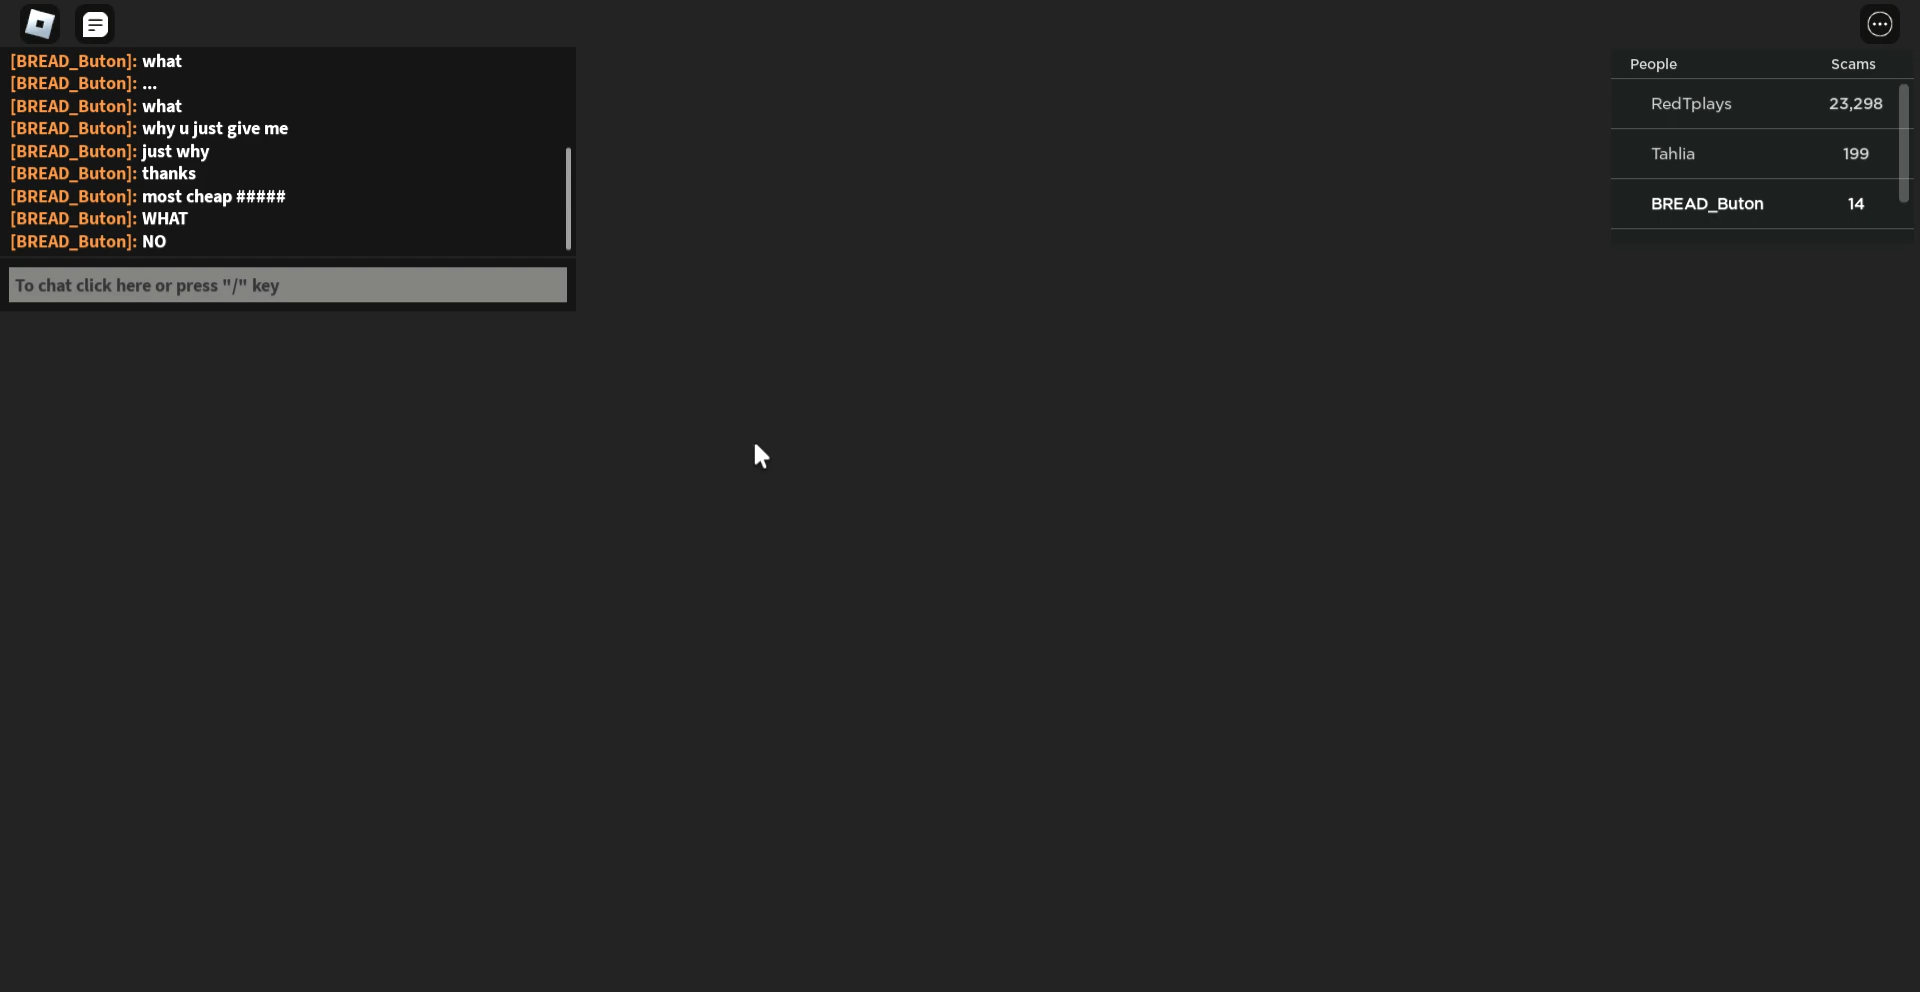 [BREAD_Buton]: what
[BREAD_Buton]: ...
[BREAD_Buton]: what
[BREAD_Buton]: why u just give me
[BREAD_Buton]: just why
[BREAD_Buton]: thanks
[BREAD_Buton]: most cheap #####
[BREAD_Buton]: WHAT
[BREAD_Buton]: NO
To chat click here or press "/" key
People Scams
RedTplays 23,298
Tahlia 199
BREAD_Buton 14